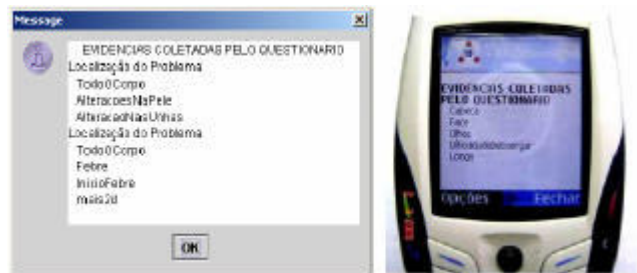 Message
EVIDENCIAS COLETADAS PELO QUESTIONARIO
Localização do Problema
TodoOCorpo
AlteracoesNaPele
AlteracaoNasUnhas
Localização do Problema
TodoOCorpo
Febre
InicioFebre
mais2d
OK
EVIDENCIAS COLETADAS
PELO QUESTIONARIO
Cabeca
Face
Olhos
Longe
Opções Fechar